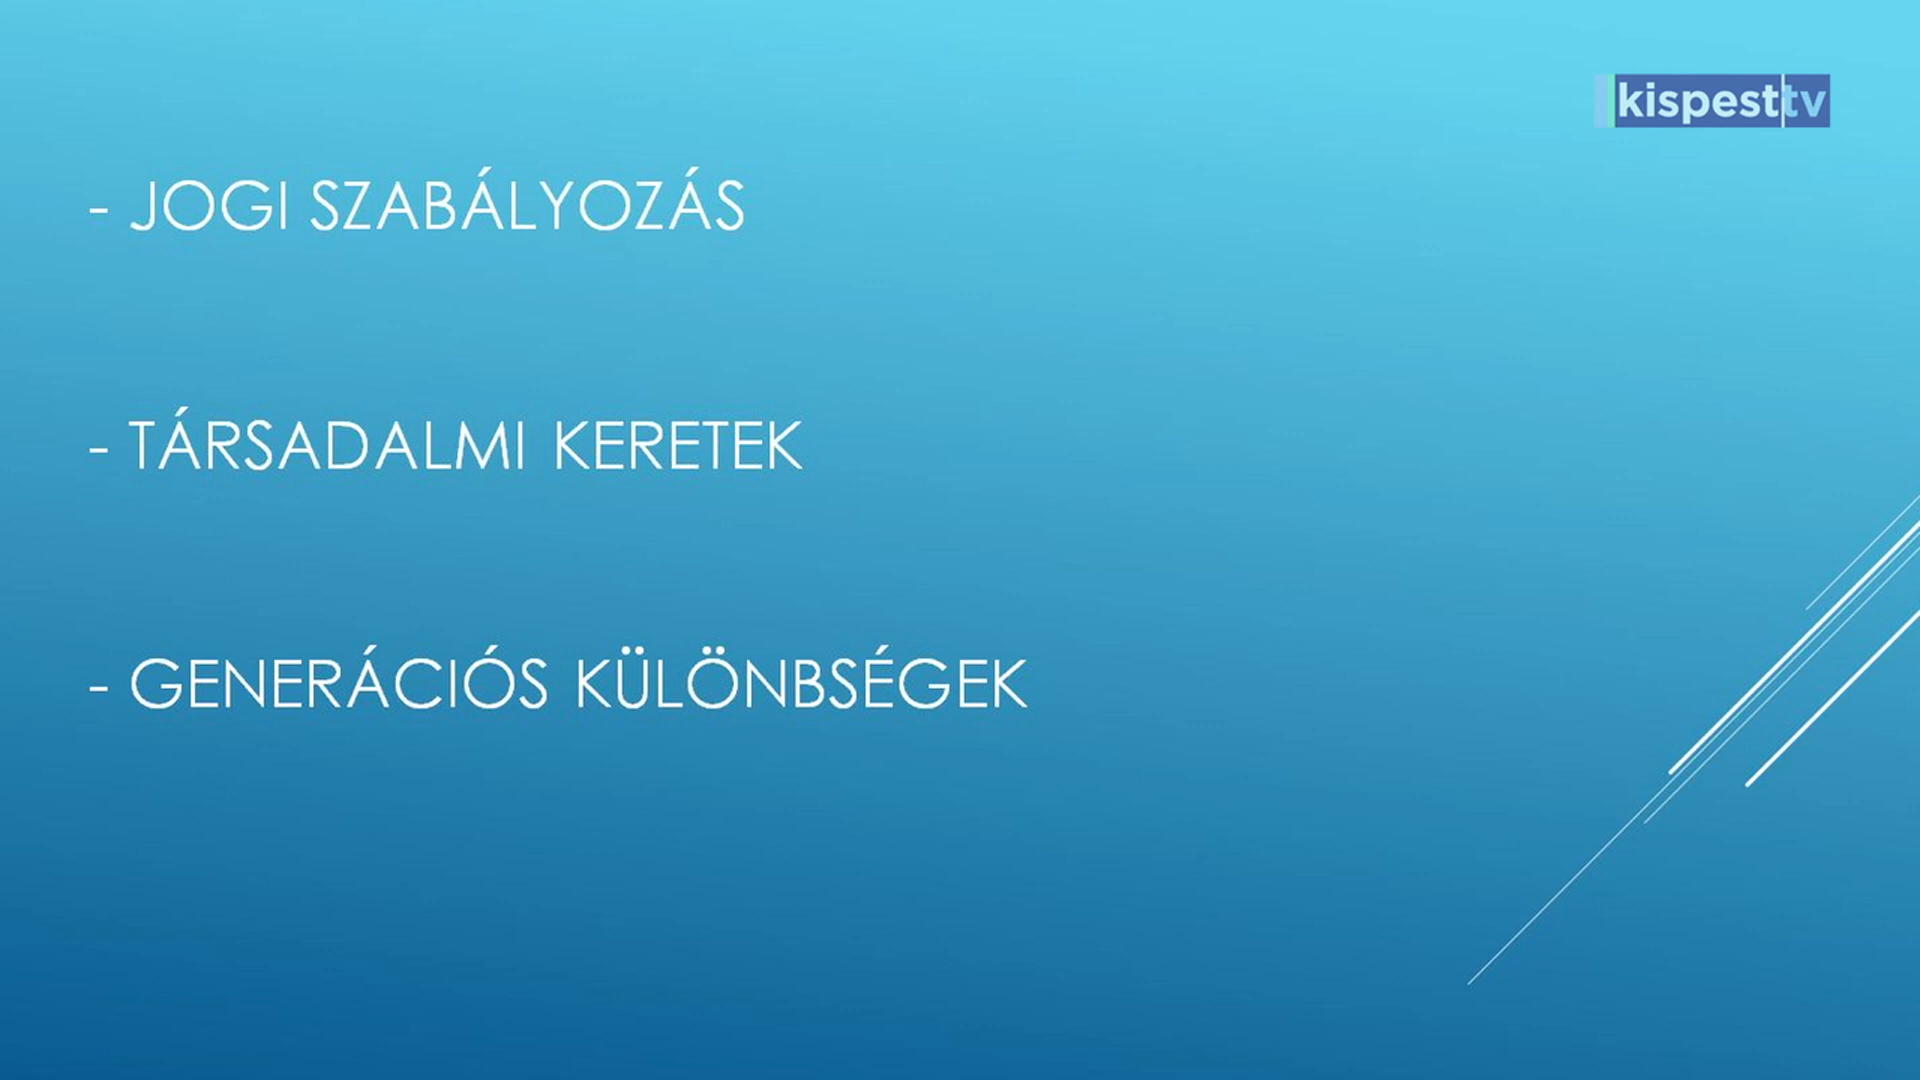 kispest tv
- JOGI SZABÁLYOZÁS
- TÁRSADALMI KERETEK
- GENERÁCIÓS KÜLÖNBSÉGEK